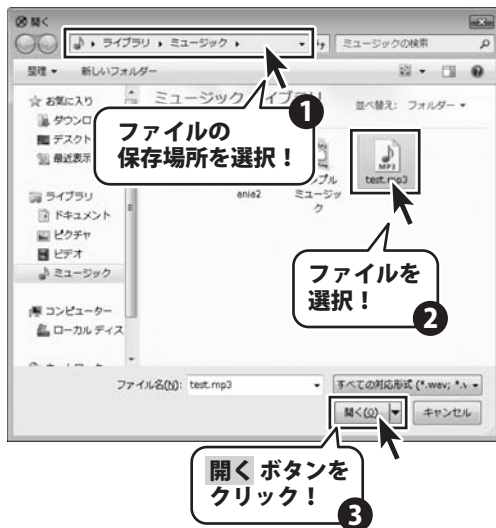 開く
ライブラリ ▸ ミュージック ▸
ミュージックの検索
整理 ▼ 新しいフォルダー
お気に入り
ダウンロ
デスクト
最近表示
ライブラリ
ドキュメント
ピクチャ
ビデオ
ミュージック
コンピューター
ローカル ディス
ミュージック ライブラリ
並べ替え: フォルダー ▼
1
ファイルの
保存場所を選択！
ミュージッ
ク
MP3
test.mp3
ファイルを
選択！
2
ファイル名(N): test.mp3
すべての対応形式 (*.wav; *.
開く(O) ▼ キャンセル
開く ボタンを
クリック！
3